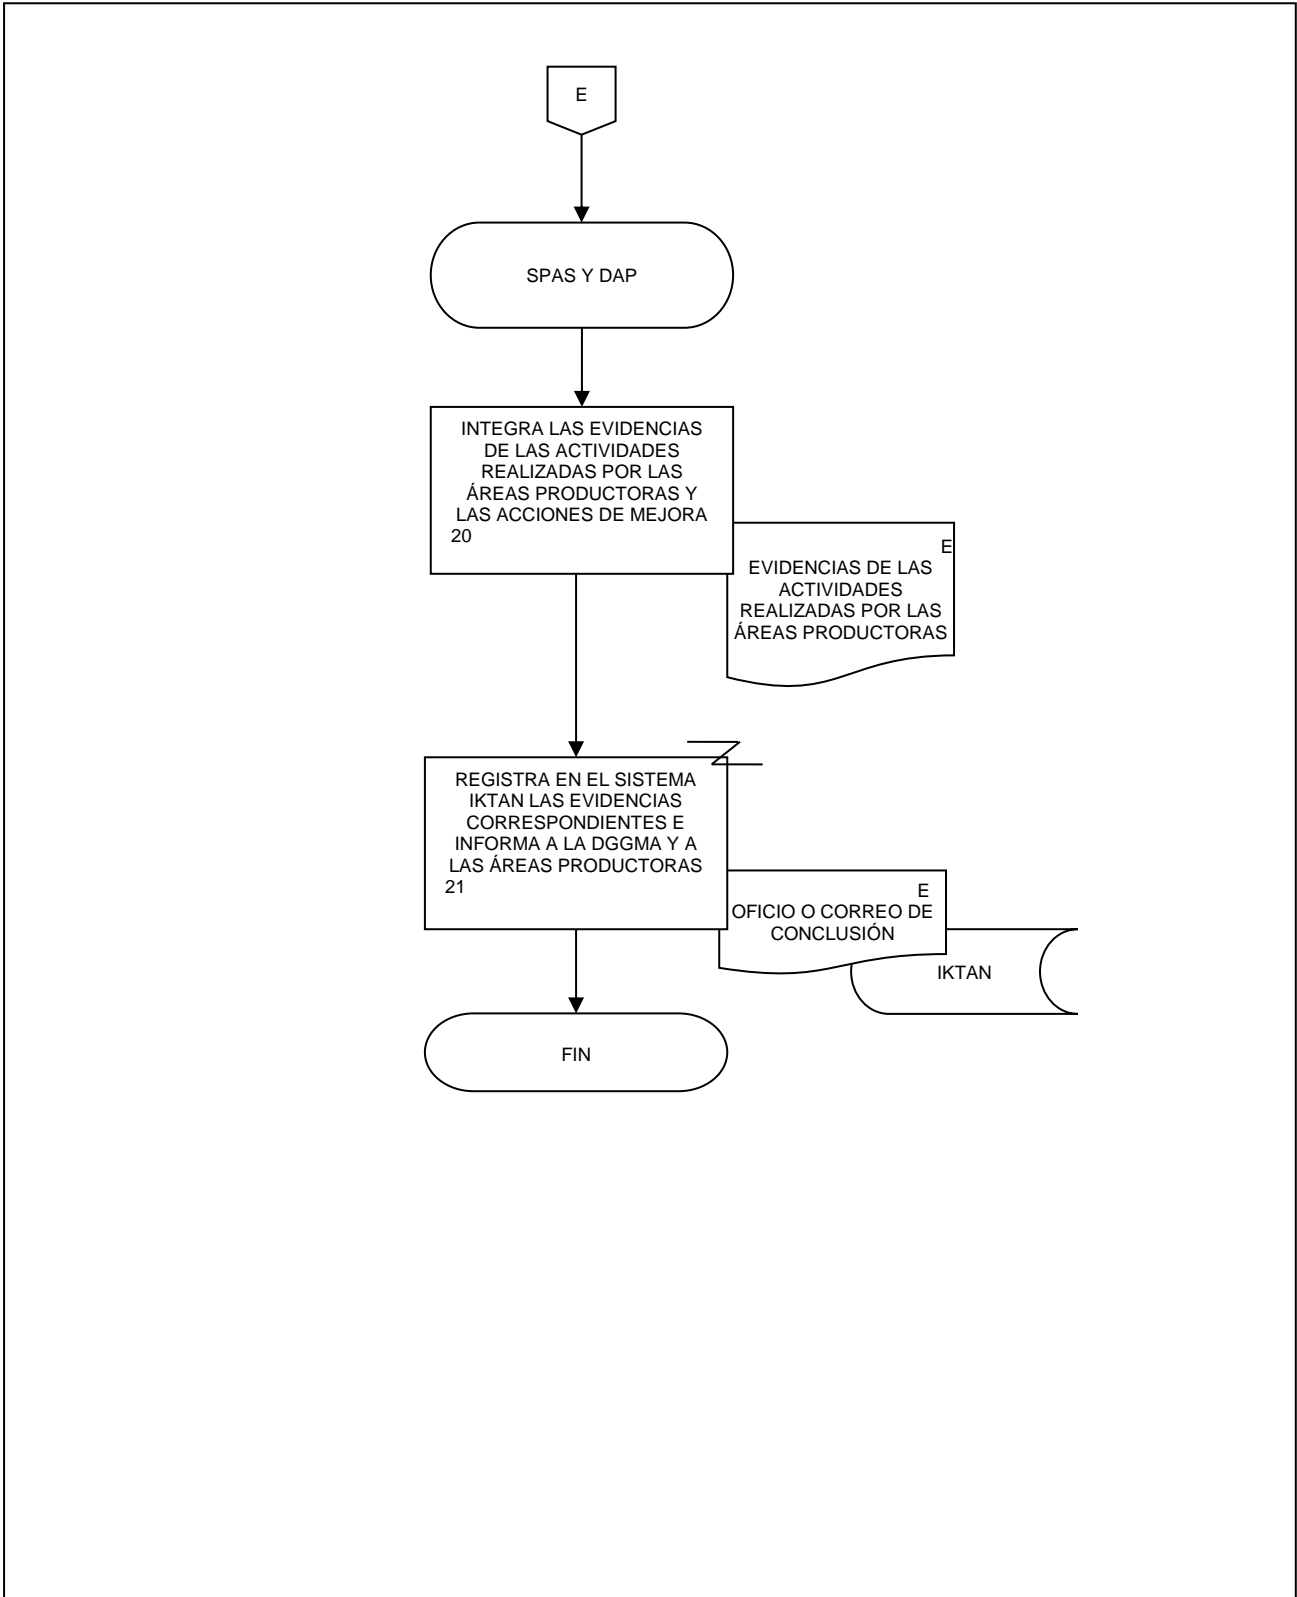 E
SPAS Y DAP
INTEGRA LAS EVIDENCIAS
DE LAS ACTIVIDADES
REALIZADAS POR LAS
ÁREAS PRODUCTORAS Y
LAS ACCIONES DE MEJORA
20
E
EVIDENCIAS DE LAS
ACTIVIDADES
REALIZADAS POR LAS
ÁREAS PRODUCTORAS
REGISTRA EN EL SISTEMA
IKTAN LAS EVIDENCIAS
CORRESPONDIENTES E
INFORMA A LA DGGMA Y A
LAS ÁREAS PRODUCTORAS
21
E
OFICIO O CORREO DE
CONCLUSIÓN
IKTAN
FIN